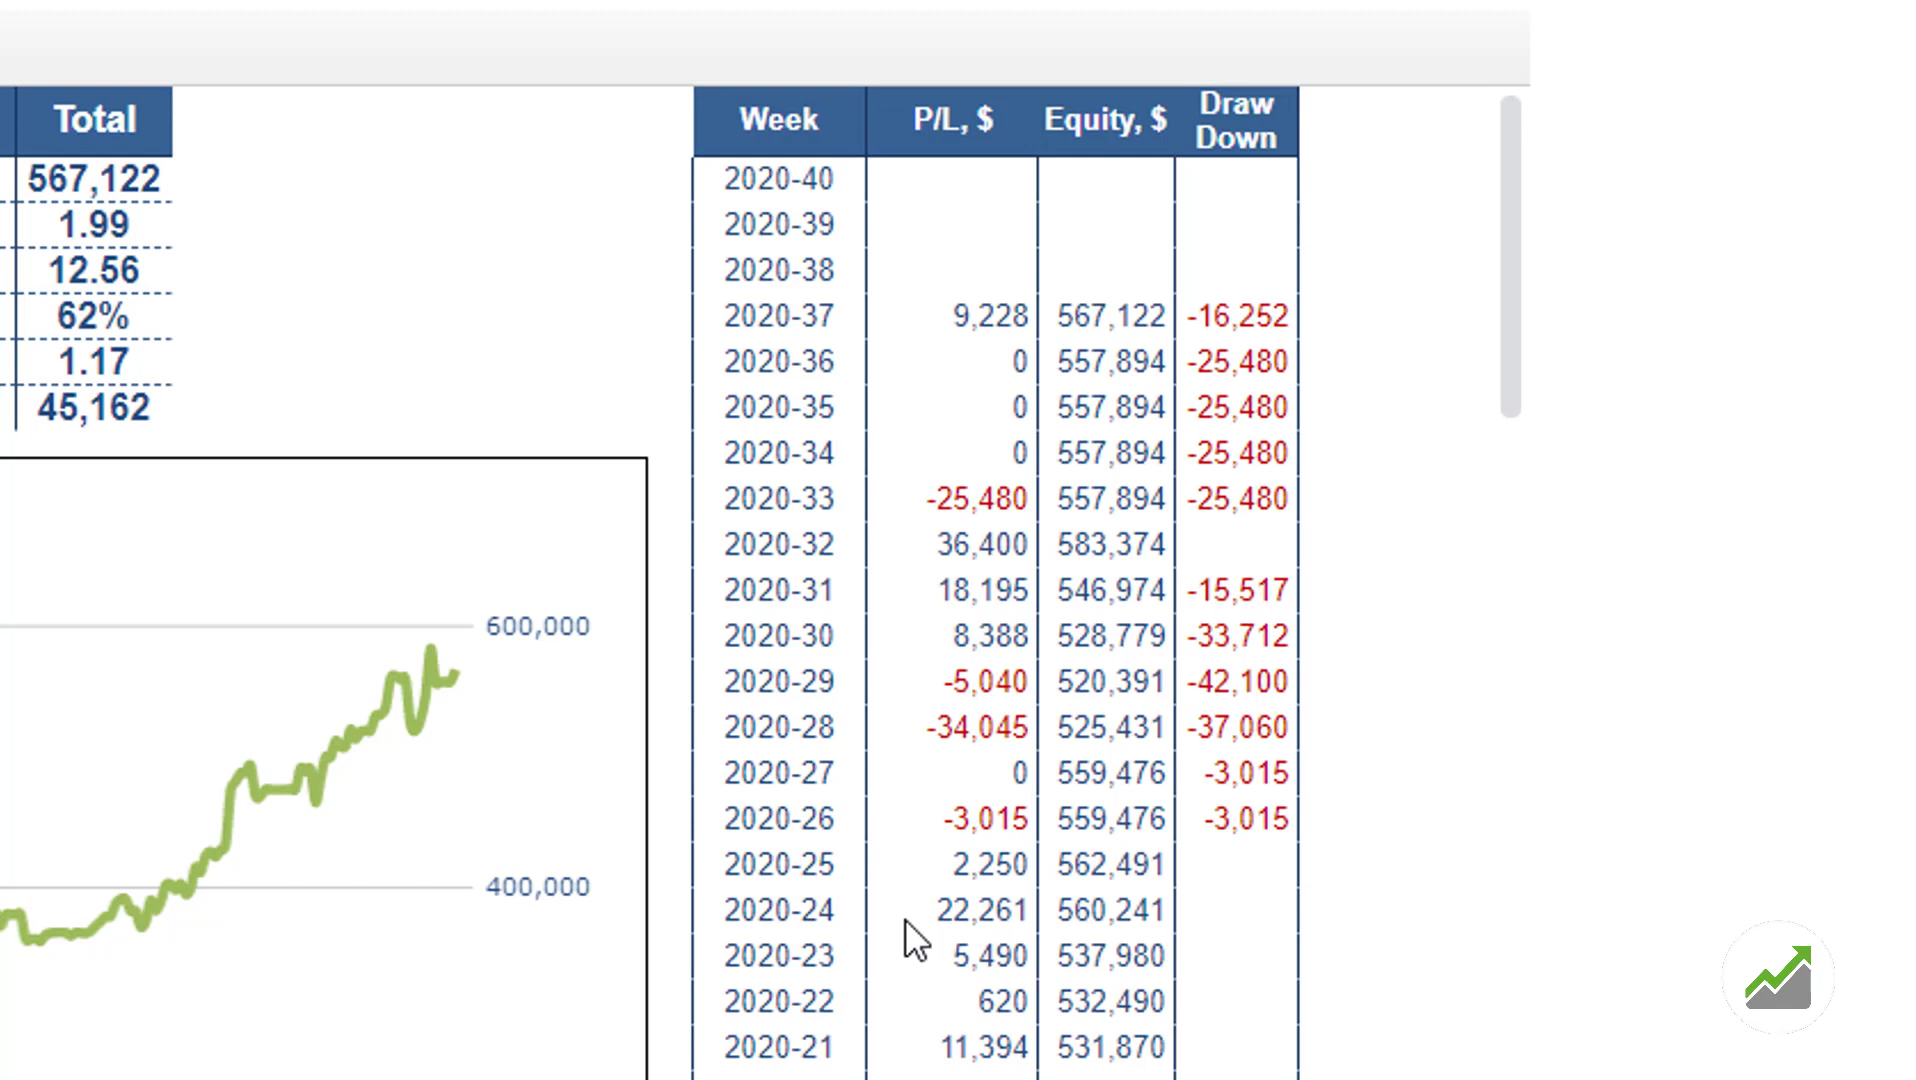 Total
567,122
1.99
12.56
62%
1.17
45,162
600,000
400,000
Week P/L, $ Equity, $ Draw Down
2020-40
2020-39
2020-38
2020-37 9,228 567,122 -16,252
2020-36 0 557,894 -25,480
2020-35 0 557,894 -25,480
2020-34 0 557,894 -25,480
2020-33 -25,480 557,894 -25,480
2020-32 36,400 583,374
2020-31 18,195 546,974 -15,517
2020-30 8,388 528,779 -33,712
2020-29 -5,040 520,391 -42,100
2020-28 -34,045 525,431 -37,060
2020-27 0 559,476 -3,015
2020-26 -3,015 559,476 -3,015
2020-25 2,250 562,491
2020-24 22,261 560,241
2020-23 5,490 537,980
2020-22 620 532,490
2020-21 11,394 531,870